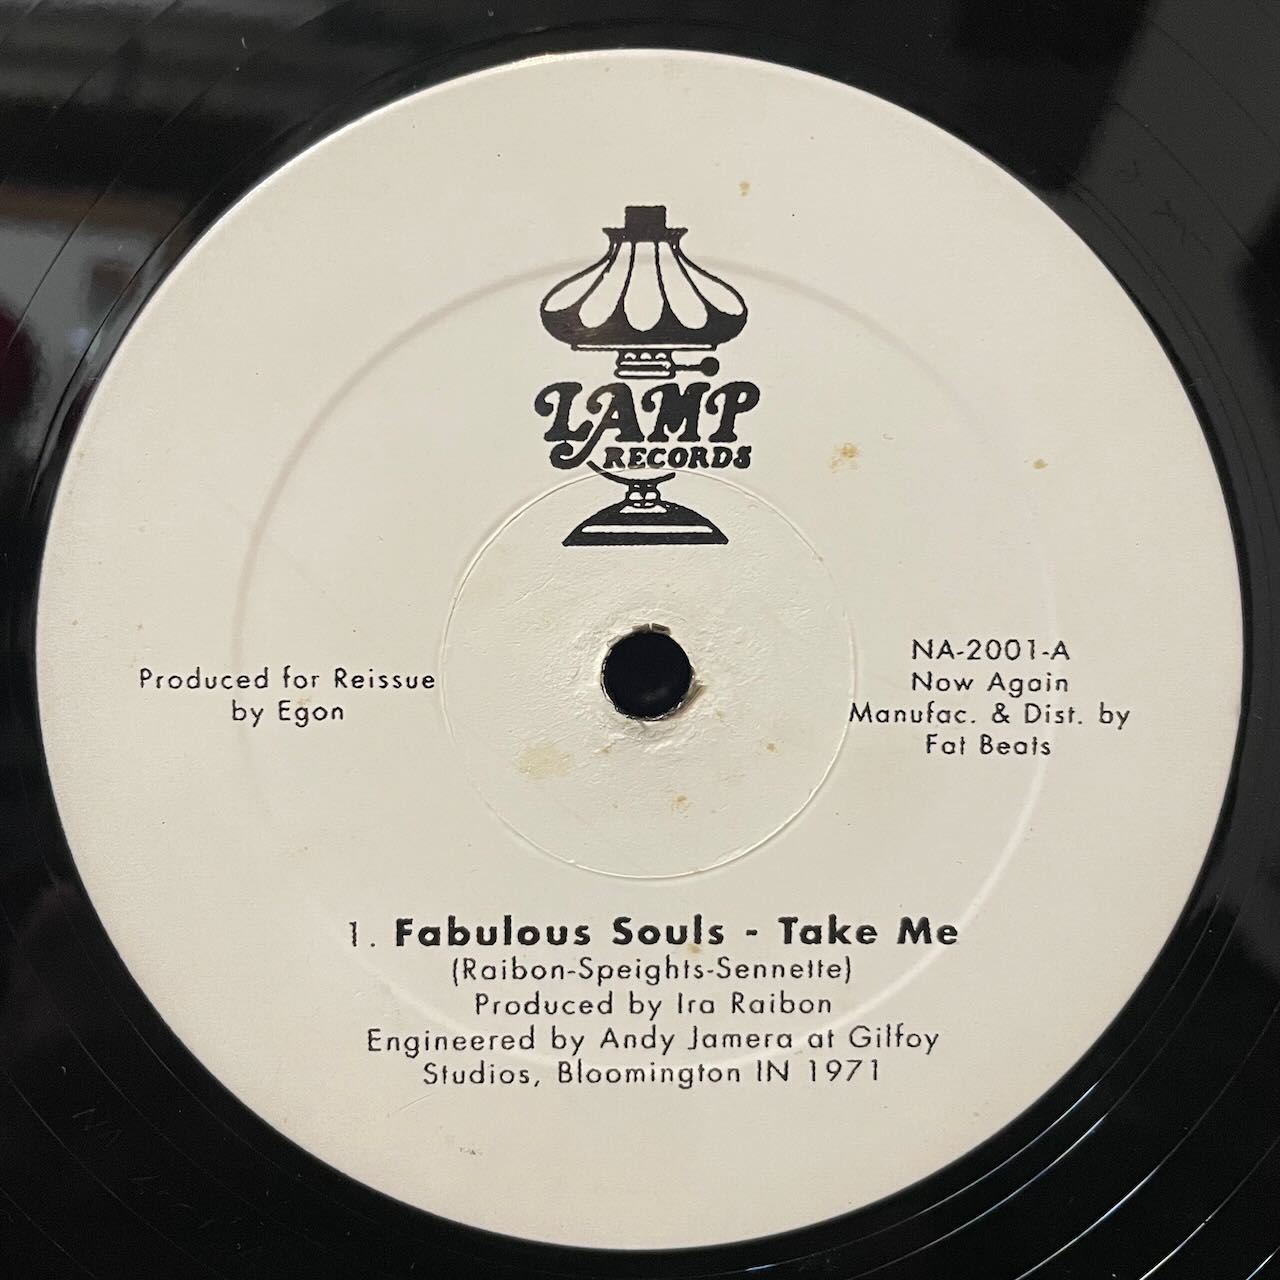 LAMP
RECORDS
Produced for Reissue
by Egon
NA-2001-A
Now Again
Manufac. & Dist. by
Fat Beats
1. Fabulous Souls - Take Me
(Raibon-Speights-Sennette)
Produced by Ira Raibon
Engineered by Andy Jamera at Gilfoy
Studios, Bloomington IN 1971